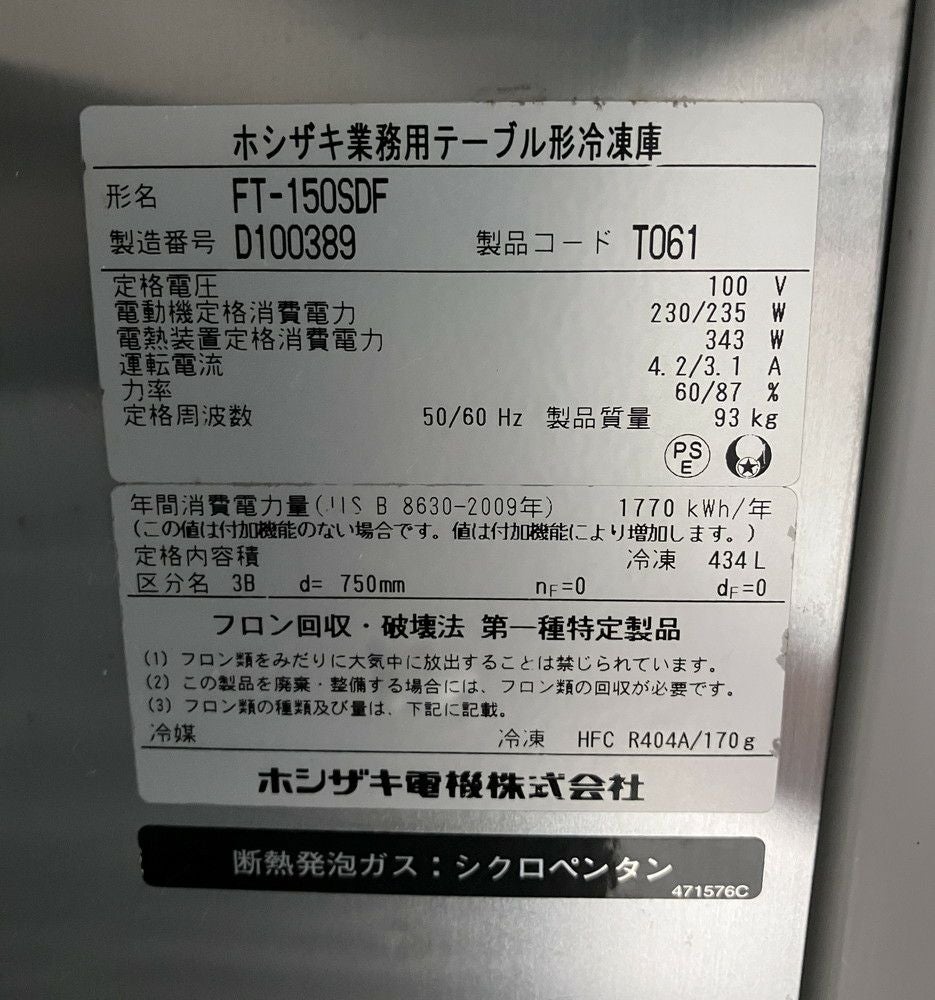 ホシザキ業務用テーブル形冷凍庫
形名 FT-150SDF
製造番号 D100389 製品コード T061
定格電圧 100 V
電動機定格消費電力 230/235 W
電熱装置定格消費電力 343 W
運転電流 4.2/3.1 A
力率 60/87 %
定格周波数 50/60 Hz 製品質量 93 kg
PS E
年間消費電力量(JIS B 8630-2009年) 1770 kWh/年
(この値は付加機能のない場合です。値は付加機能により増加します。)
定格内容積 冷凍 434L
区分名 3B d= 750mm nF=0 dF=0
フロン回収・破壊法 第一種特定製品
(1) フロン類をみだりに大気中に放出することは禁じられています。
(2) この製品を廃棄・整備する場合には、フロン類の回収が必要です。
(3) フロン類の種類及び量は、下記に記載。
冷媒 冷凍 HFC R404A/170g
ホシザキ電機株式会社
断熱発泡ガス：シクロペンタン
471576C